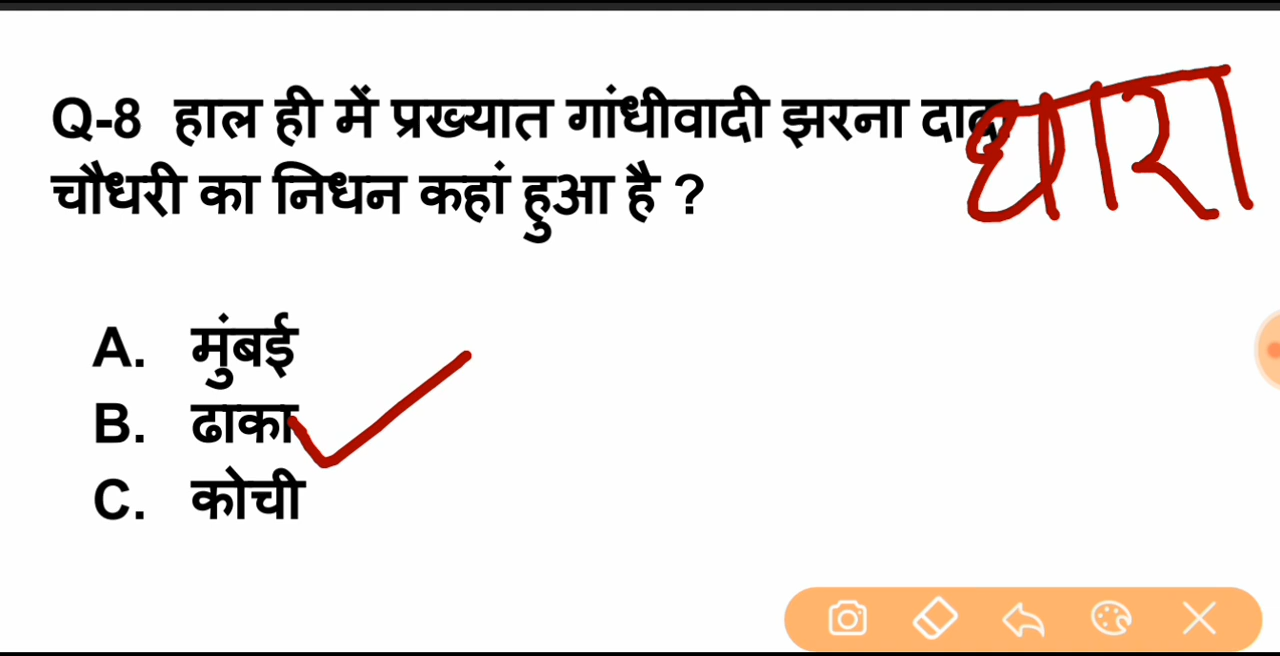 Q-8 हाल ही में प्रख्यात गांधीवादी झरना धारा
चौधरी का निधन कहां हुआ है ?
A. मुंबई
B. ढाका
C. कोची